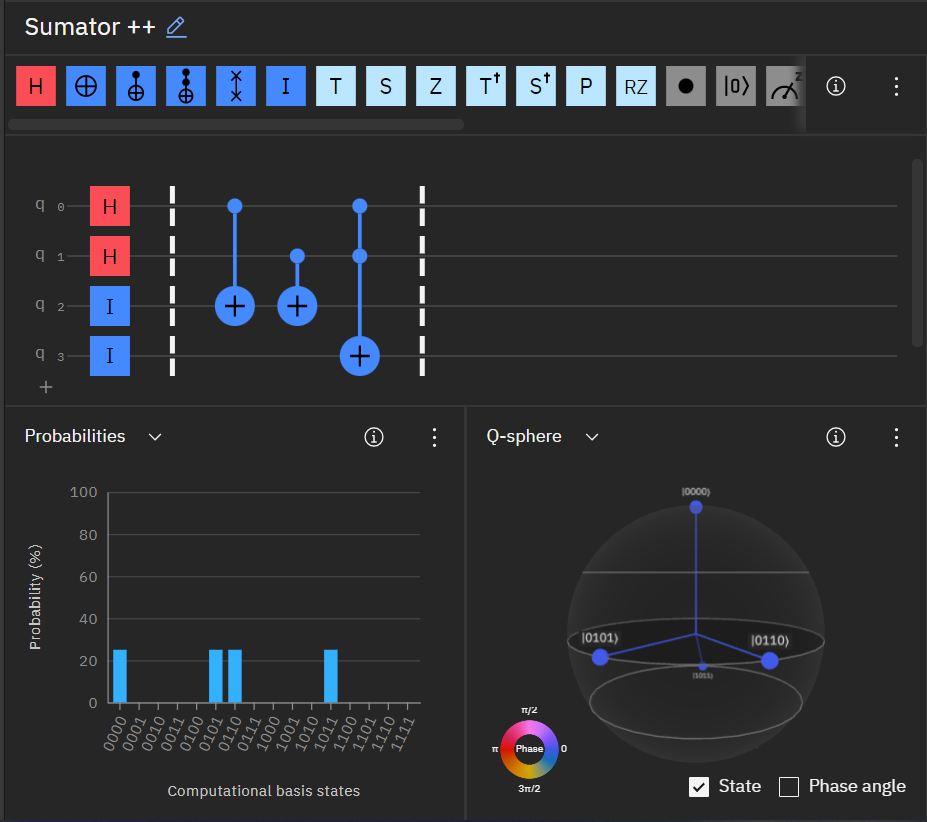 Sumator ++
H I T S Z T† S† P RZ |0⟩ z
q 0 H
q 1 H
q 2 I
q 3 I
+
Probabilities
Probability (%)
100
80
60
40
20
0
0000 0001 0010 0011 0100 0101 0110 0111 1000 1001 1010 1011 1100 1101 1110 1111
Computational basis states
Q-sphere
|0000⟩
|0101⟩
|0110⟩
|1011⟩
π/2
π Phase 0
3π/2
State Phase angle